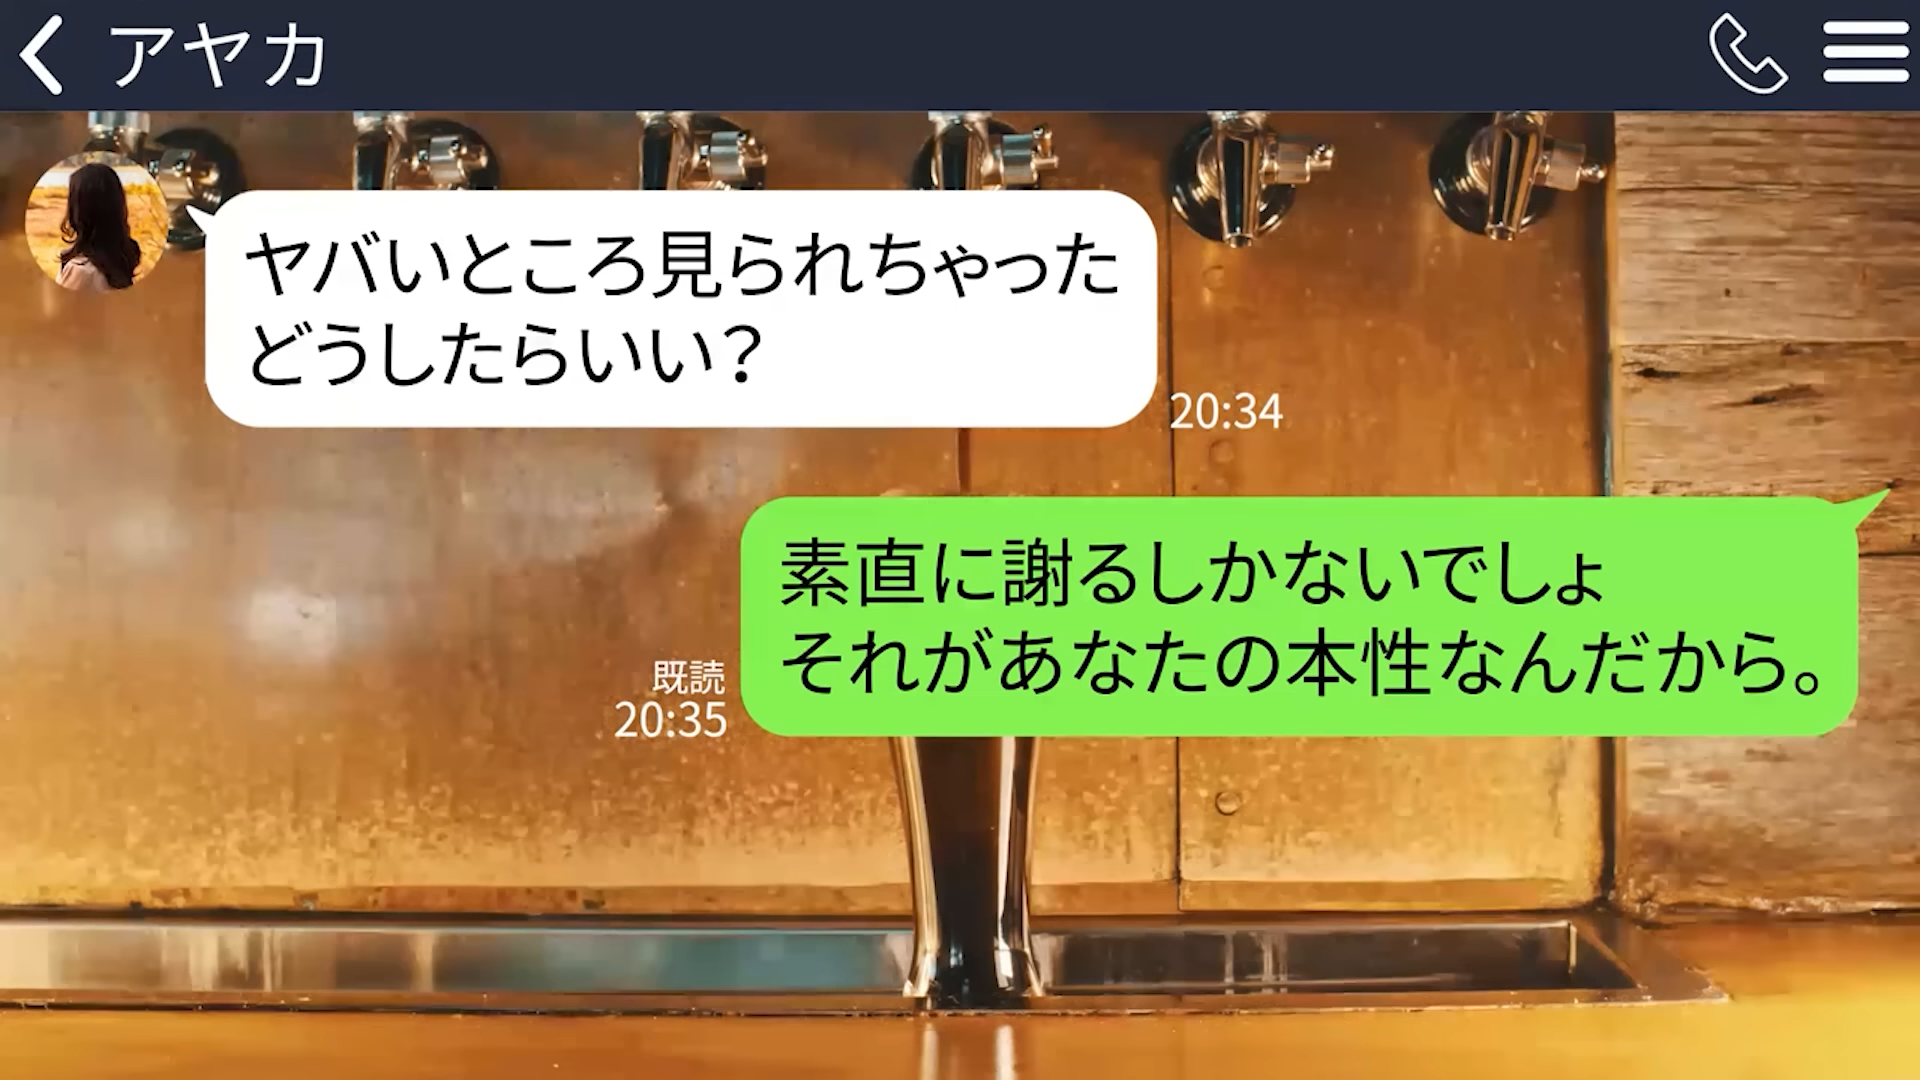 アヤカ
ヤバいところ見られちゃった
どうしたらいい？
20:34
素直に謝るしかないでしょ
それがあなたの本性なんだから。
既読
20:35